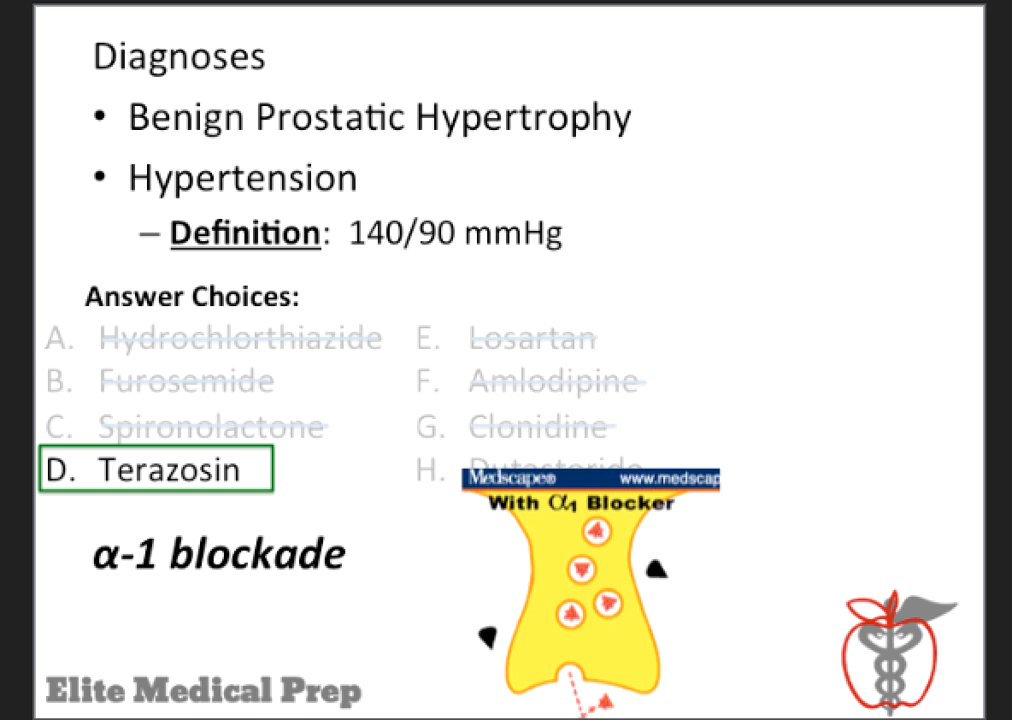 Diagnoses
• Benign Prostatic Hypertrophy
• Hypertension
– Definition: 140/90 mmHg
Answer Choices:
A. Hydrochlorthiazide E. Losartan
B. Furosemide F. Amlodipine
C. Spironolactone G. Clonidine
D. Terazosin H. Dutasteride
Medscape® www.medscap
With α1 Blocker
α-1 blockade
Elite Medical Prep